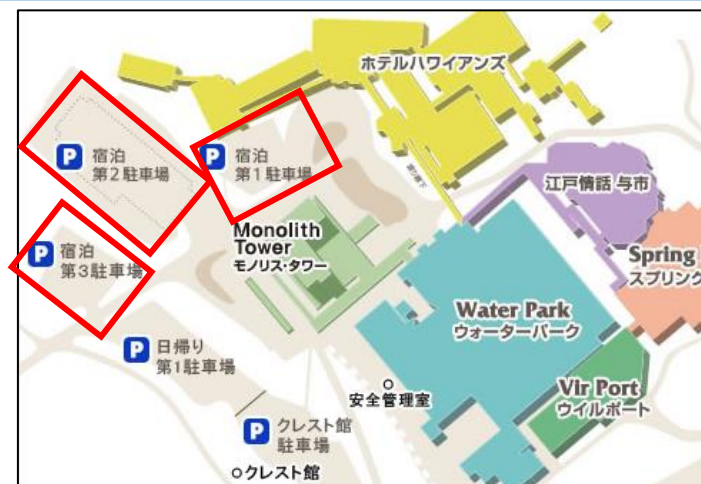 ホテルハワイアンズ
P 宿泊
第2駐車場
P 宿泊
第1駐車場
渡り廊下
江戸情話 与市
Monolith
Tower
モノリス・タワー
P 宿泊
第3駐車場
Spring
スプリング
Water Park
ウォーターパーク
P 日帰り
第1駐車場
Vir Port
ウイルポート
安全管理室
P クレスト館
駐車場
クレスト館